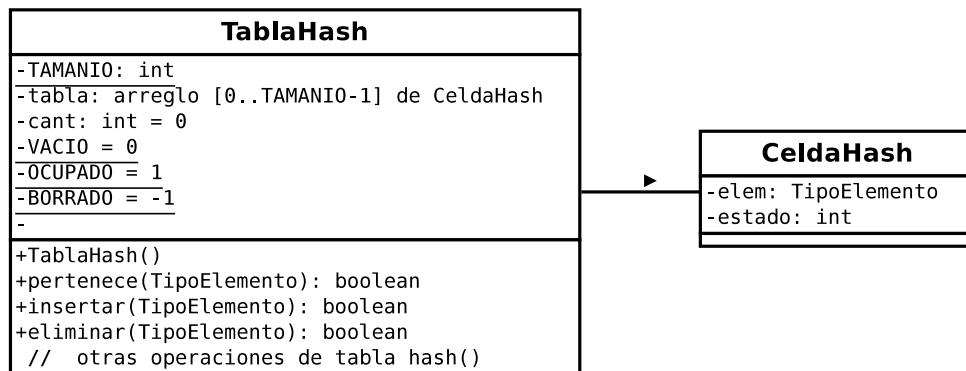 TablaHash
-TAMANIO: int
-tabla: arreglo [0..TAMANIO-1] de CeldaHash
-cant: int = 0
-VACIO = 0
-OCUPADO = 1
-BORRADO = -1
-
+TablaHash()
+pertenece(TipoElemento): boolean
+insertar(TipoElemento): boolean
+eliminar(TipoElemento): boolean
// otras operaciones de tabla hash()
CeldaHash
-elem: TipoElemento
-estado: int